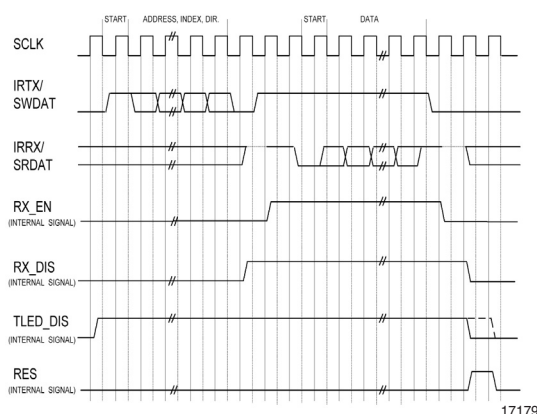 START ADDRESS, INDEX, DIR. START DATA
SCLK
IRTX/
SWDAT
IRRX/
SRDAT
RX_EN
(INTERNAL SIGNAL)
RX_DIS
(INTERNAL SIGNAL)
TLED_DIS
(INTERNAL SIGNAL)
RES
(INTERNAL SIGNAL)
17179